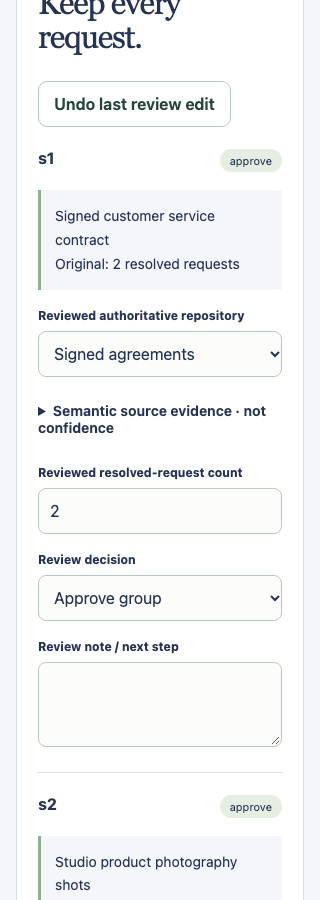 Keep every
request.
Undo last review edit
s1
approve
Signed customer service
contract
Original: 2 resolved requests
Reviewed authoritative repository
Signed agreements
Semantic source evidence · not
confidence
Reviewed resolved-request count
2
Review decision
Approve group
Review note / next step
s2
approve
Studio product photography
shots